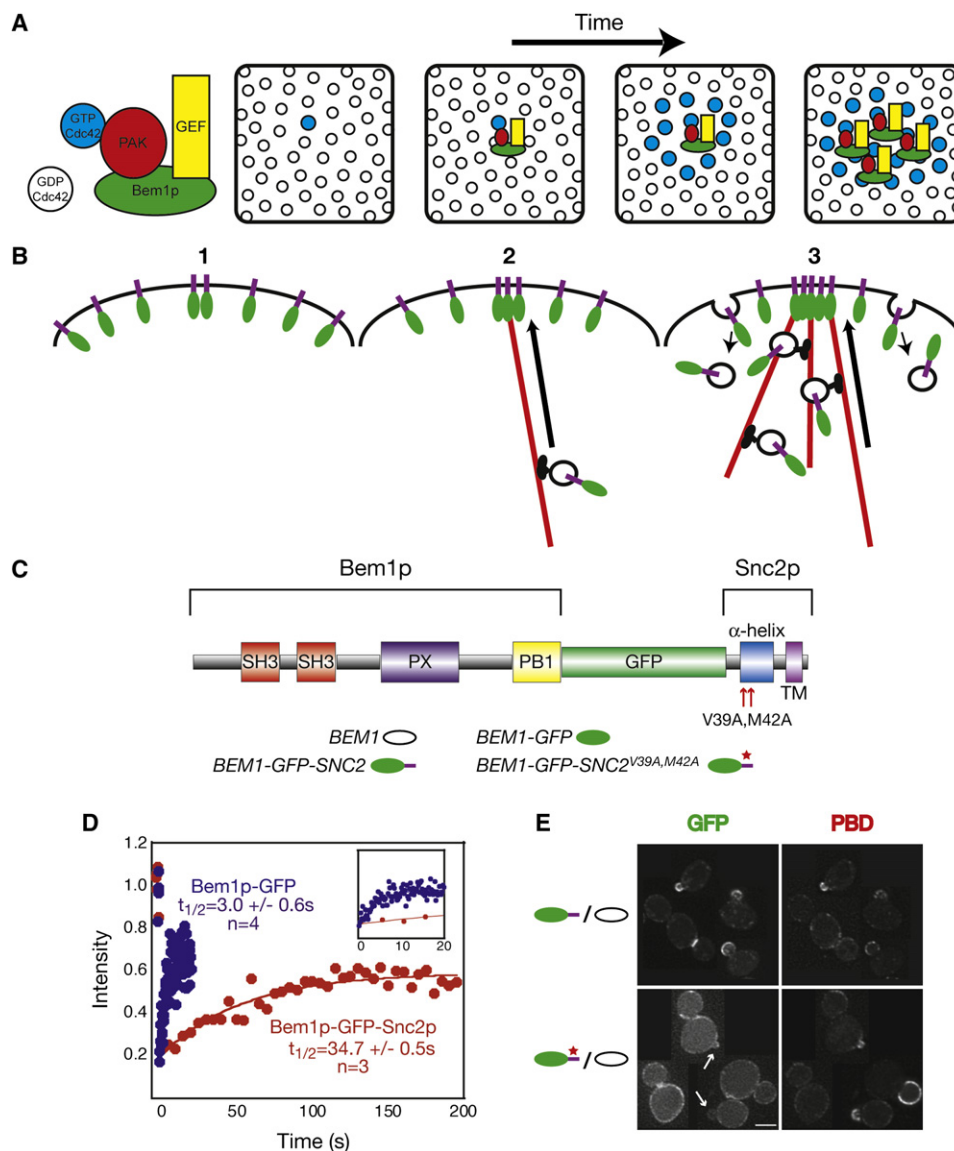 A
Time
GTP
Cdc42
PAK
GEF
GDP
Cdc42
Bem1p
B
1
2
3
C
Bem1p
Snc2p
α-helix
SH3
SH3
PX
PB1
GFP
TM
V39A,M42A
BEM1
BEM1-GFP
BEM1-GFP-SNC2
BEM1-GFP-SNC2V39A,M42A
D
Intensity
1.2
1.0
0.8
0.6
0.4
0.2
Bem1p-GFP
t1/2=3.0 +/- 0.6s
n=4
0 10 20
Bem1p-GFP-Snc2p
t1/2=34.7 +/- 0.5s
n=3
0 50 100 150 200
Time (s)
E
GFP
PBD
/
/